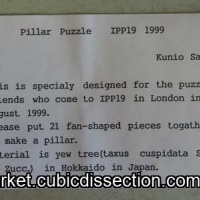 Pillar Puzzle IPP19 1999
Kunio Sa
is is specialy designed for the puzz
iends who come to IPP19 in London in
gust 1999.
ease put 21 fan-shaped pieces togath
make a pillar.
terial is yew tree(taxus cuspidata S
Zucc.) in Hokkaido in Japan.
rket.cubicdissection.com